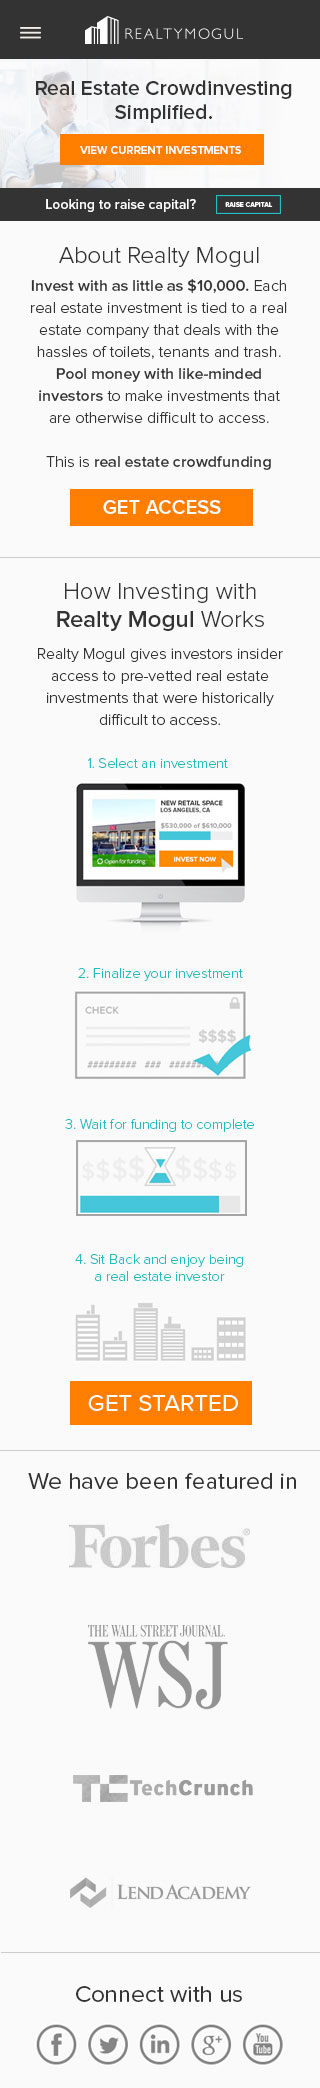 REALTYMOGUL
Real Estate Crowdinvesting
Simplified.
VIEW CURRENT INVESTMENTS
Looking to raise capital?
RAISE CAPITAL
About Realty Mogul
Invest with as little as $10,000. Each
real estate investment is tied to a real
estate company that deals with the
hassles of toilets, tenants and trash.
Pool money with like-minded
investors to make investments that
are otherwise difficult to access.
This is real estate crowdfunding
GET ACCESS
How Investing with
Realty Mogul Works
Realty Mogul gives investors insider
access to pre-vetted real estate
investments that were historically
difficult to access.
1. Select an investment
NEW RETAIL SPACE
LOS ANGELES, CA
$530,000 of $610,000
Open for funding
INVEST NOW
2. Finalize your investment
CHECK
$$$$
######### ### ######
3. Wait for funding to complete
$$$$ $$$$
4. Sit Back and enjoy being
a real estate investor
GET STARTED
We have been featured in
Forbes®
THE WALL STREET JOURNAL.
WSJ
TC TechCrunch
LEND ACADEMY
Connect with us
f
in
g+
You
Tube